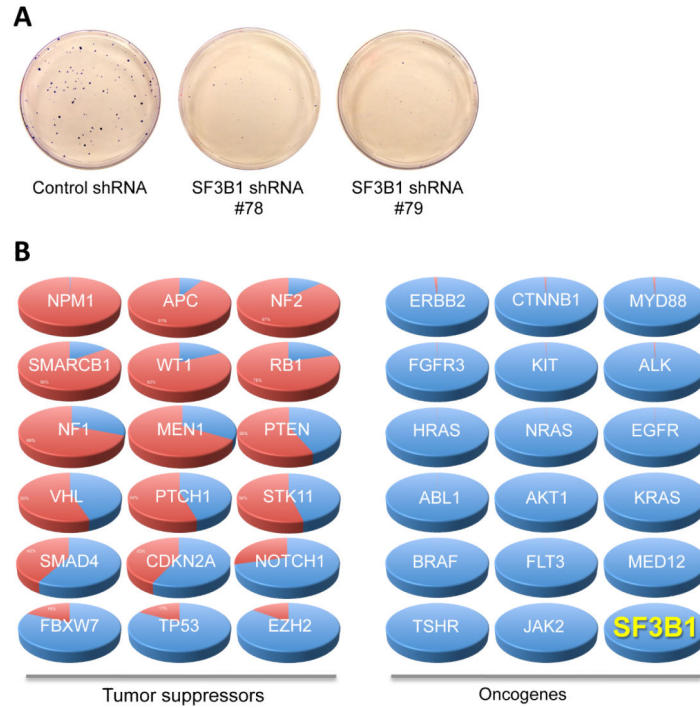 A
Control shRNA
SF3B1 shRNA
#78
SF3B1 shRNA
#79
B
NPM1 APC NF2
SMARCB1 WT1 RB1
NF1 MEN1 PTEN
VHL PTCH1 STK11
SMAD4 CDKN2A NOTCH1
FBXW7 TP53 EZH2
Tumor suppressors
ERBB2 CTNNB1 MYD88
FGFR3 KIT ALK
HRAS NRAS EGFR
ABL1 AKT1 KRAS
BRAF FLT3 MED12
TSHR JAK2 SF3B1
Oncogenes